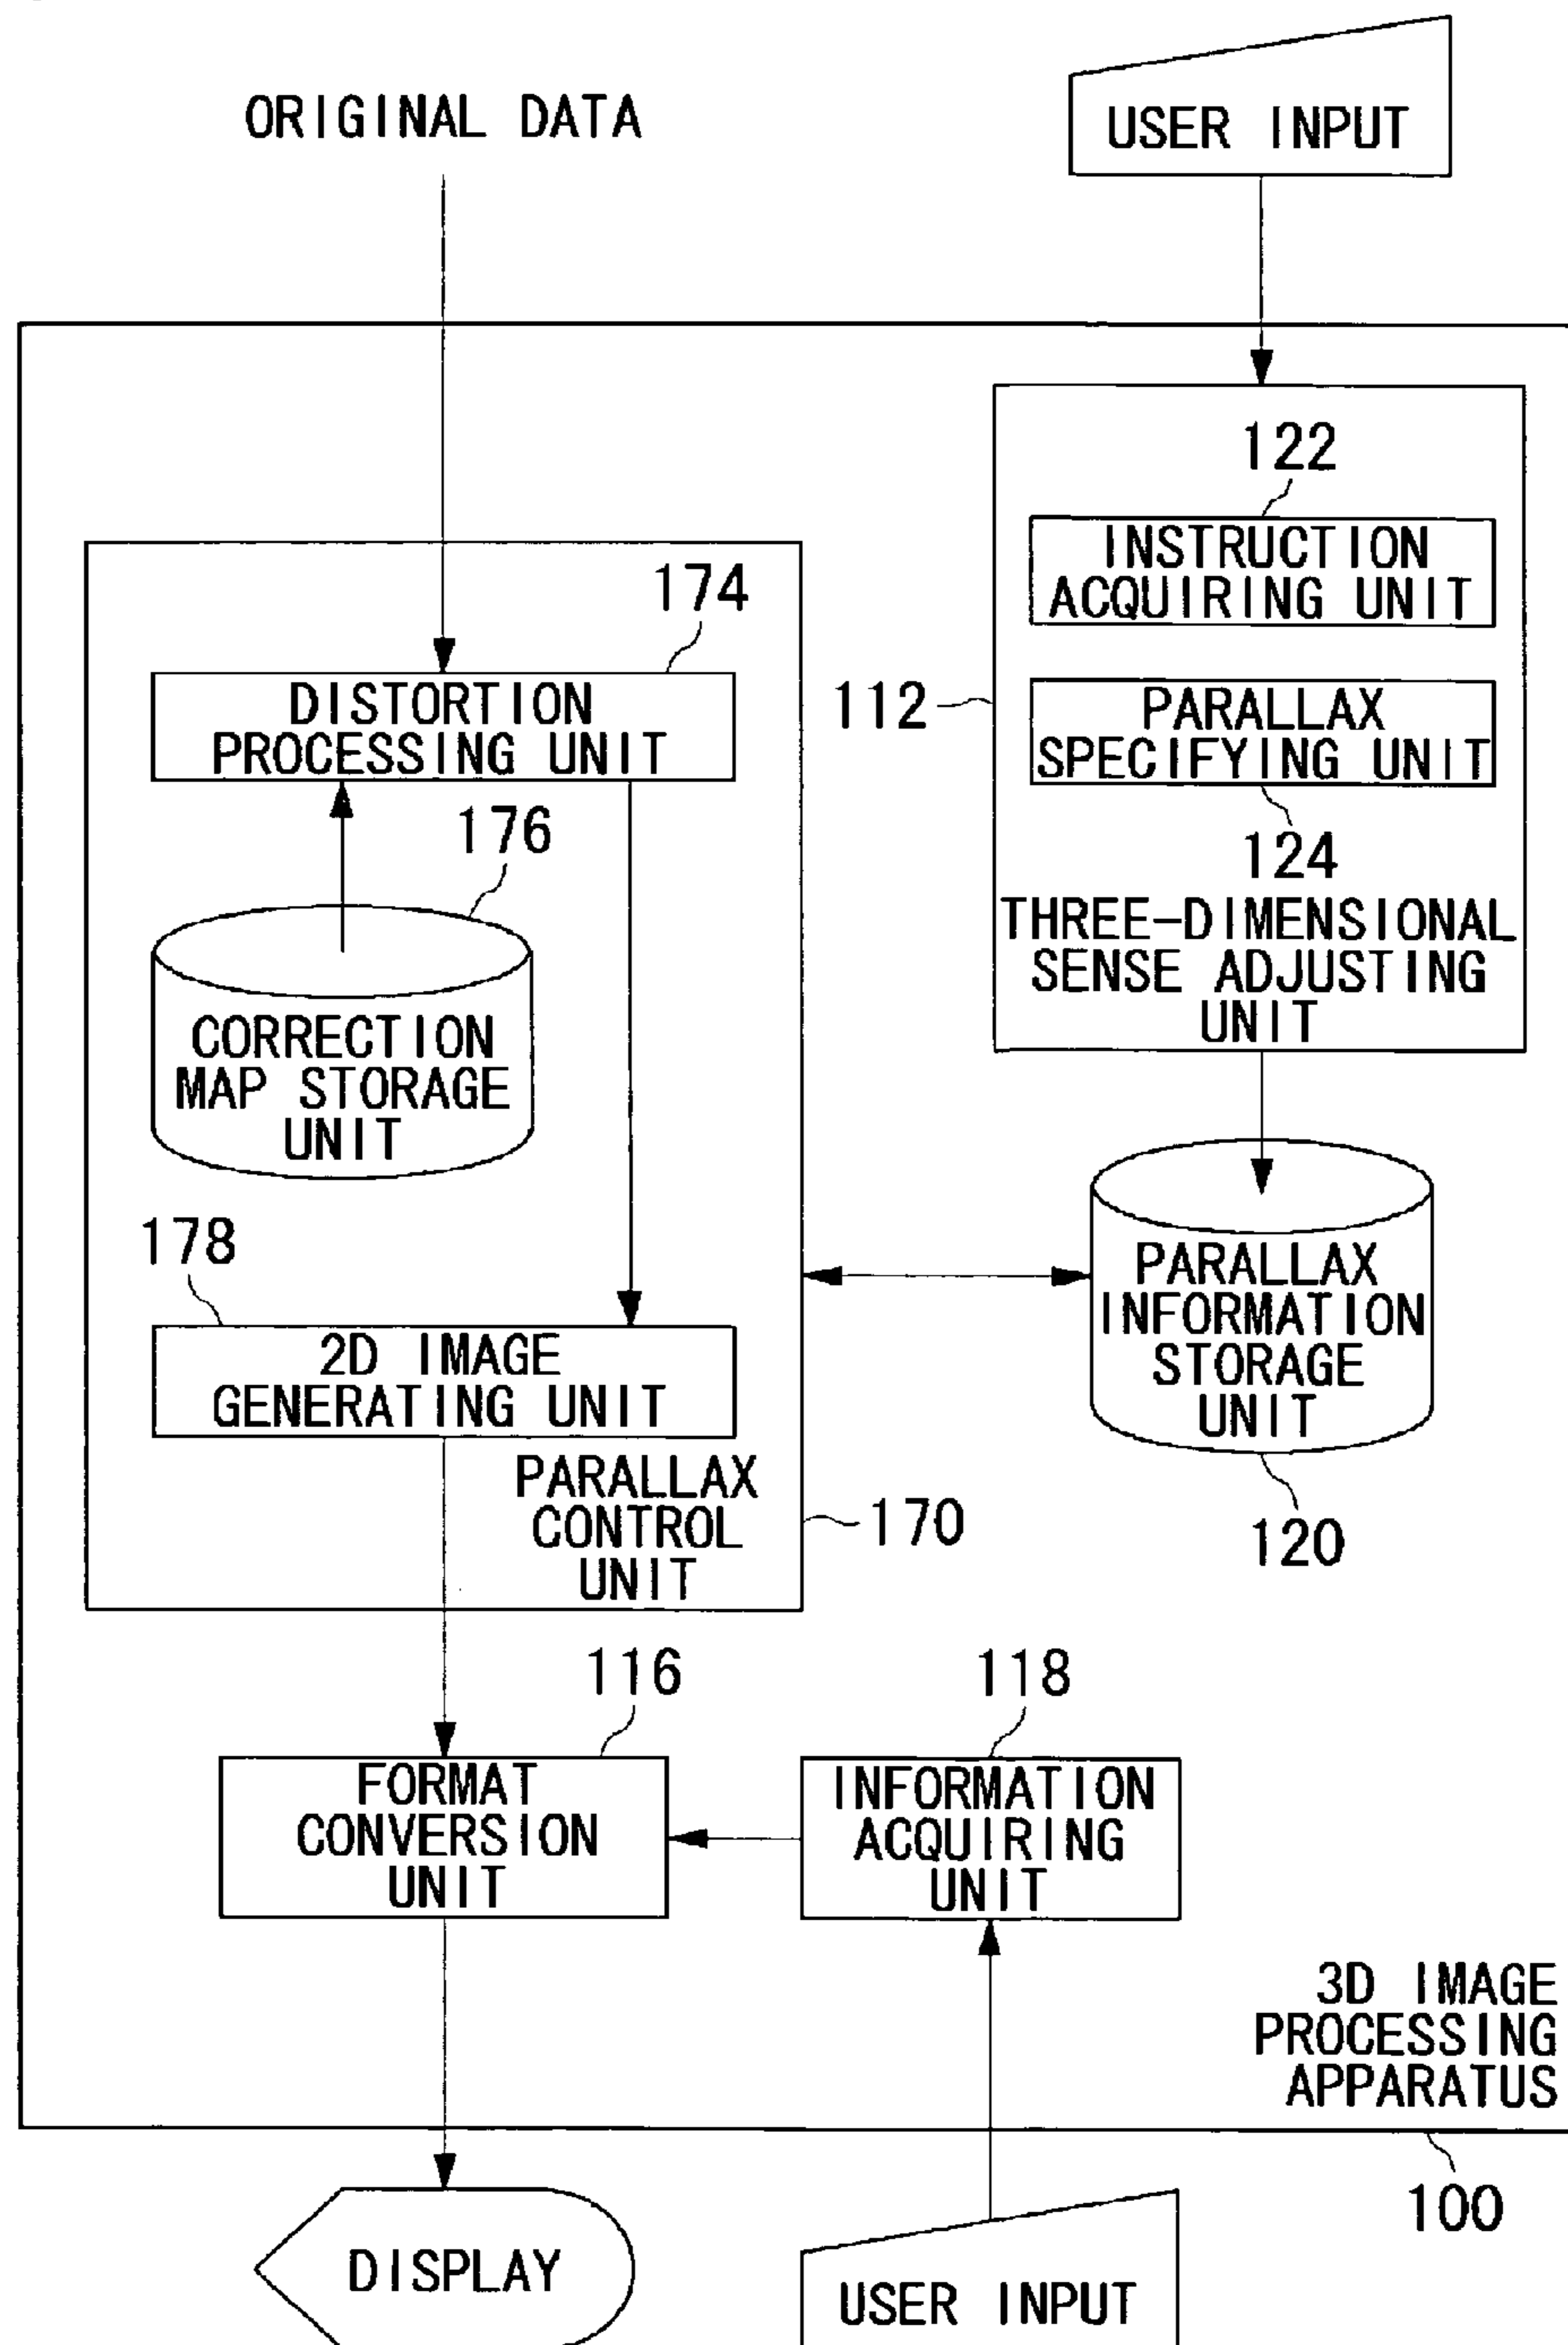 ORIGINAL DATA
USER INPUT
122
INSTRUCTION
ACQUIRING UNIT
174
DISTORTION
PROCESSING UNIT
112
PARALLAX
SPECIFYING UNIT
124
THREE-DIMENSIONAL
SENSE ADJUSTING
UNIT
176
CORRECTION
MAP STORAGE
UNIT
178
2D IMAGE
GENERATING UNIT
PARALLAX
CONTROL
UNIT
170
PARALLAX
INFORMATION
STORAGE
UNIT
120
116
FORMAT
CONVERSION
UNIT
118
INFORMATION
ACQUIRING
UNIT
3D IMAGE
PROCESSING
APPARATUS
100
DISPLAY
USER INPUT